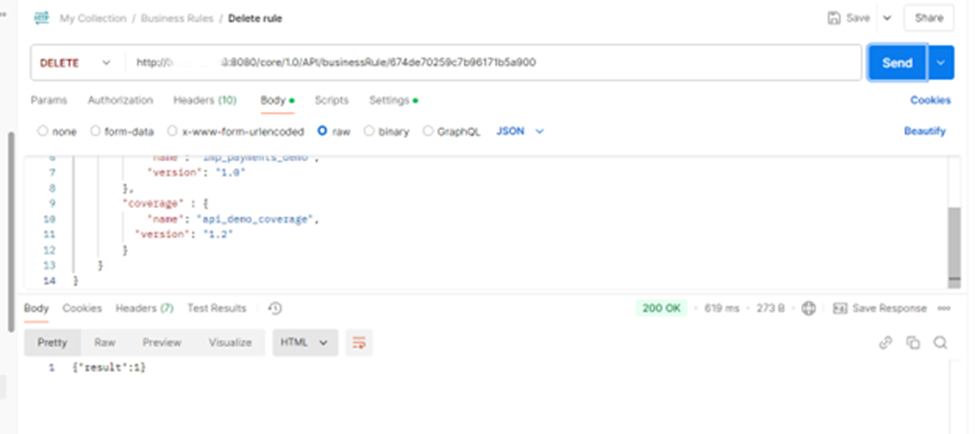 HTTP My Collection / Business Rules / Delete rule Save Share
DELETE http:// :8080/core/1.0/API/businessRule/674de70259c7b96171b5a900 Send
Params Authorization Headers (10) Body Scripts Settings Cookies
none form-data x-www-form-urlencoded raw binary GraphQL JSON Beautify
6 "name": "imp_payments_demo",
7 "version": "1.0"
8 },
9 "coverage" : {
10 "name": "api_demo_coverage",
11 "version": "1.2"
12 }
13 }
14 }
Body Cookies Headers (7) Test Results 200 OK • 619 ms • 273 B • Save Response
Pretty Raw Preview Visualize HTML
1 {"result":1}